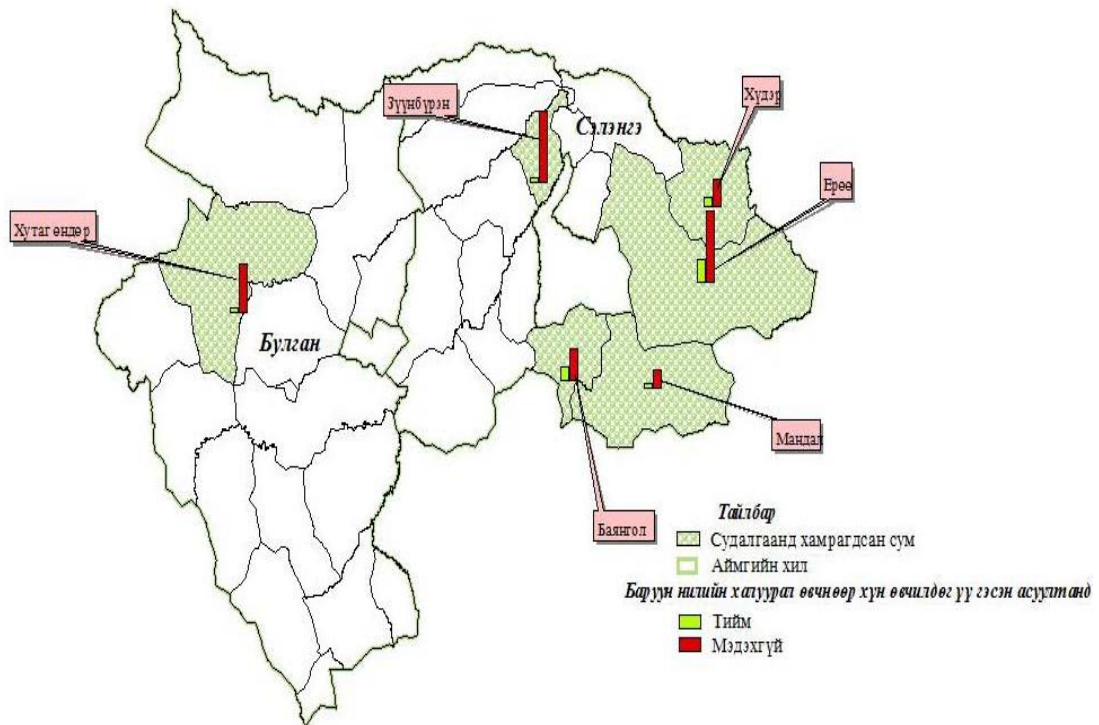 Зүүнбүрэн
Хүдэр
Сэлэнгэ
Ерөө
Хутаг өндөр
Булган
Мандал
Баянгол
Тайлбар
Судалгаанд хамрагдсан сум
Аймгийн хил
Баруун нилийн халуурал өвчнөөр хүн өвчилдөг үү гэсэн асуултанд
Тийм
Мэдэхгүй